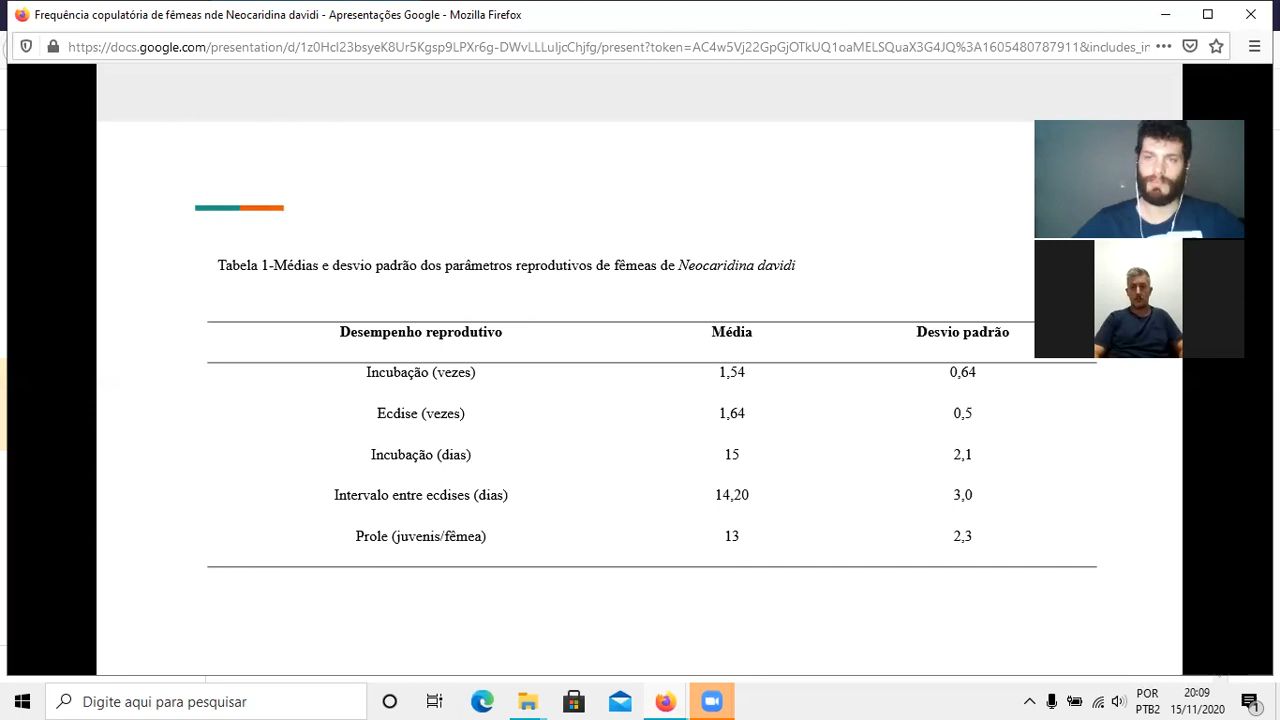 Frequência copulatória de fêmeas nde Neocaridina davidi - Apresentações Google - Mozilla Firefox
https://docs.google.com/presentation/d/1z0HcI23bsyeK8Ur5Kgsp9LPXr6g-DWvLLLuIjcChjfg/present?token=AC4w5Vj22GpGjOTkUQ1oaMELSQuaX3G4JQ%3A1605480787911&includes_ir
Tabela 1-Médias e desvio padrão dos parâmetros reprodutivos de fêmeas de Neocaridina davidi
Desempenho reprodutivo Média Desvio padrão
Incubação (vezes) 1,54 0,64
Ecdise (vezes) 1,64 0,5
Incubação (dias) 15 2,1
Intervalo entre ecdises (dias) 14,20 3,0
Prole (juvenis/fêmea) 13 2,3
Digite aqui para pesquisar
POR 20:09
PTB2 15/11/2020 1